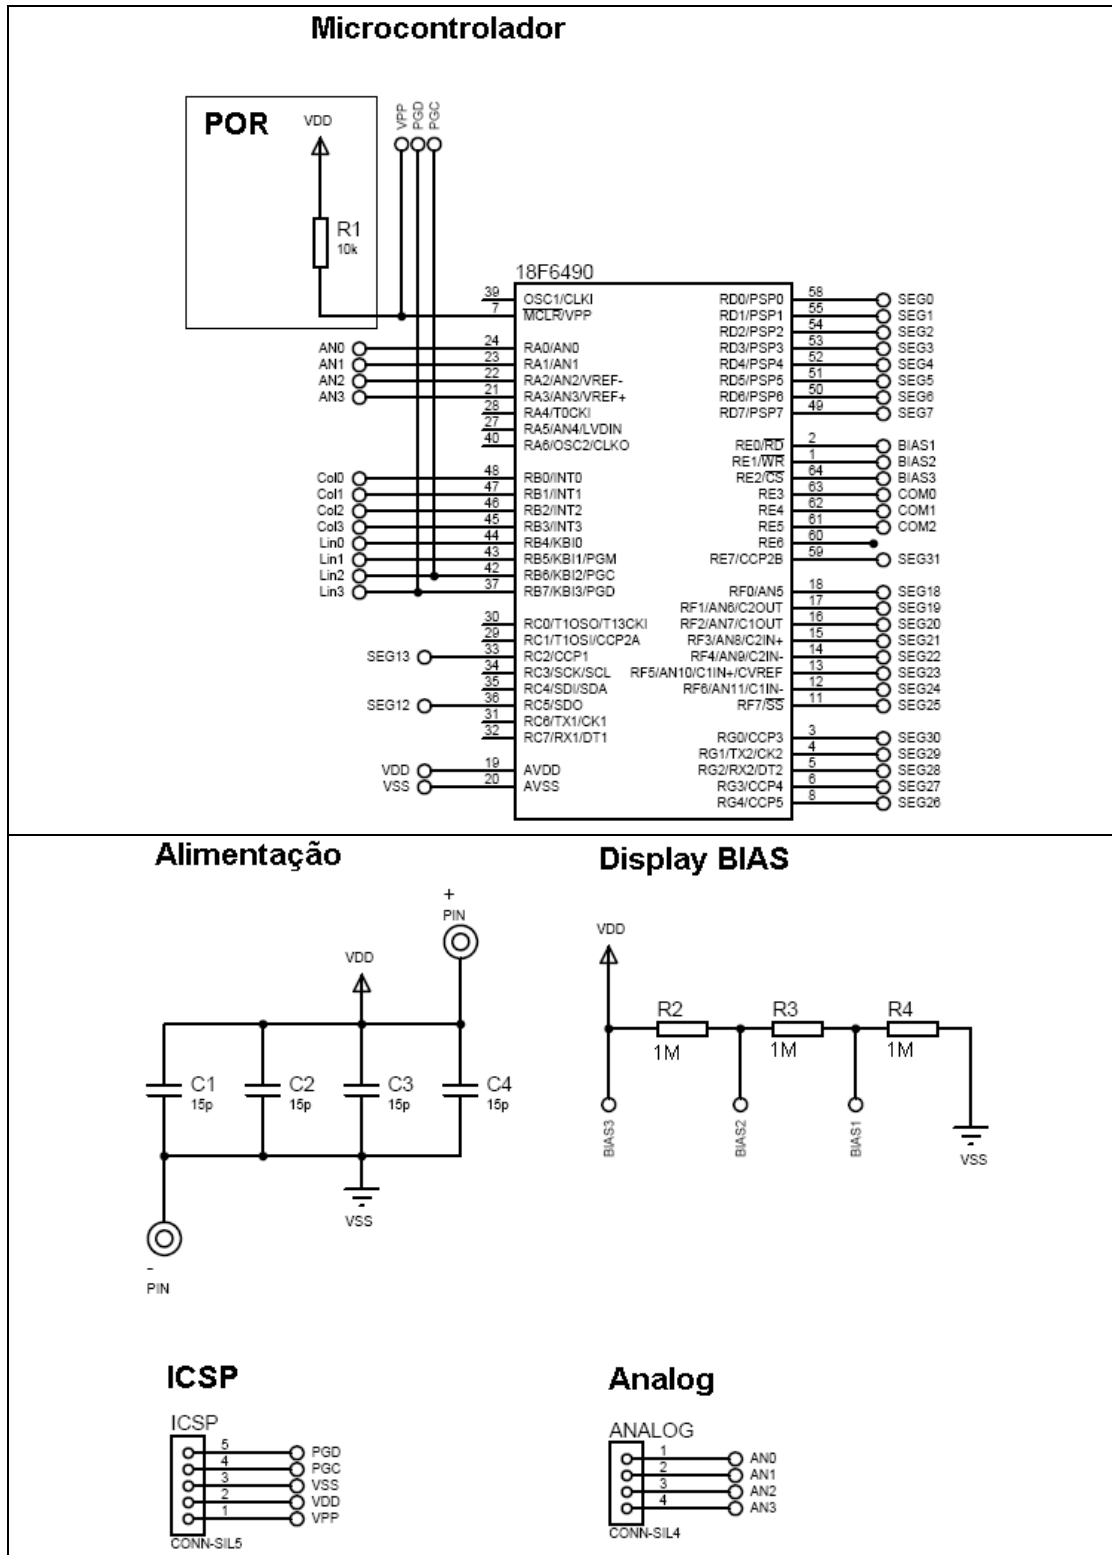 Microcontrolador
POR
VDD
R1
10k
VPP
PGD
PGC
18F6490
39 OSC1/CLKI
7 MCLR/VPP
AN0 24 RA0/AN0
AN1 23 RA1/AN1
AN2 22 RA2/AN2/VREF-
AN3 21 RA3/AN3/VREF+
28 RA4/T0CKI
27 RA5/AN4/LVDIN
40 RA6/OSC2/CLKO
Col0 48 RB0/INT0
Col1 47 RB1/INT1
Col2 46 RB2/INT2
Col3 45 RB3/INT3
Lin0 44 RB4/KBI0
Lin1 43 RB5/KBI1/PGM
Lin2 42 RB6/KBI2/PGC
Lin3 37 RB7/KBI3/PGD
30 RC0/T1OSO/T13CKI
29 RC1/T1OSI/CCP2A
SEG13 33 RC2/CCP1
34 RC3/SCK/SCL
35 RC4/SDI/SDA
SEG12 36 RC5/SDO
31 RC6/TX1/CK1
32 RC7/RX1/DT1
VDD 19 AVDD
VSS 20 AVSS
RD0/PSP0 58 SEG0
RD1/PSP1 55 SEG1
RD2/PSP2 54 SEG2
RD3/PSP3 53 SEG3
RD4/PSP4 52 SEG4
RD5/PSP5 51 SEG5
RD6/PSP6 50 SEG6
RD7/PSP7 49 SEG7
RE0/RD 2 BIAS1
RE1/WR 1 BIAS2
RE2/CS 64 BIAS3
RE3 63 COM0
RE4 62 COM1
RE5 61 COM2
RE6 60
RE7/CCP2B 59 SEG31
RF0/AN5 18 SEG18
RF1/AN6/C2OUT 17 SEG19
RF2/AN7/C1OUT 16 SEG20
RF3/AN8/C2IN+ 15 SEG21
RF4/AN9/C2IN- 14 SEG22
RF5/AN10/C1IN+/CVREF 13 SEG23
RF6/AN11/C1IN- 12 SEG24
RF7/SS 11 SEG25
RG0/CCP3 3 SEG30
RG1/TX2/CK2 4 SEG29
RG2/RX2/DT2 5 SEG28
RG3/CCP4 6 SEG27
RG4/CCP5 8 SEG26
Alimentação
+
PIN
VDD
C1
15p
C2
15p
C3
15p
C4
15p
VSS
-
PIN
Display BIAS
VDD
R2
1M
R3
1M
R4
1M
BIAS3
BIAS2
BIAS1
VSS
ICSP
ICSP
5 PGD
4 PGC
3 VSS
2 VDD
1 VPP
CONN-SIL5
Analog
ANALOG
1 AN0
2 AN1
3 AN2
4 AN3
CONN-SIL4